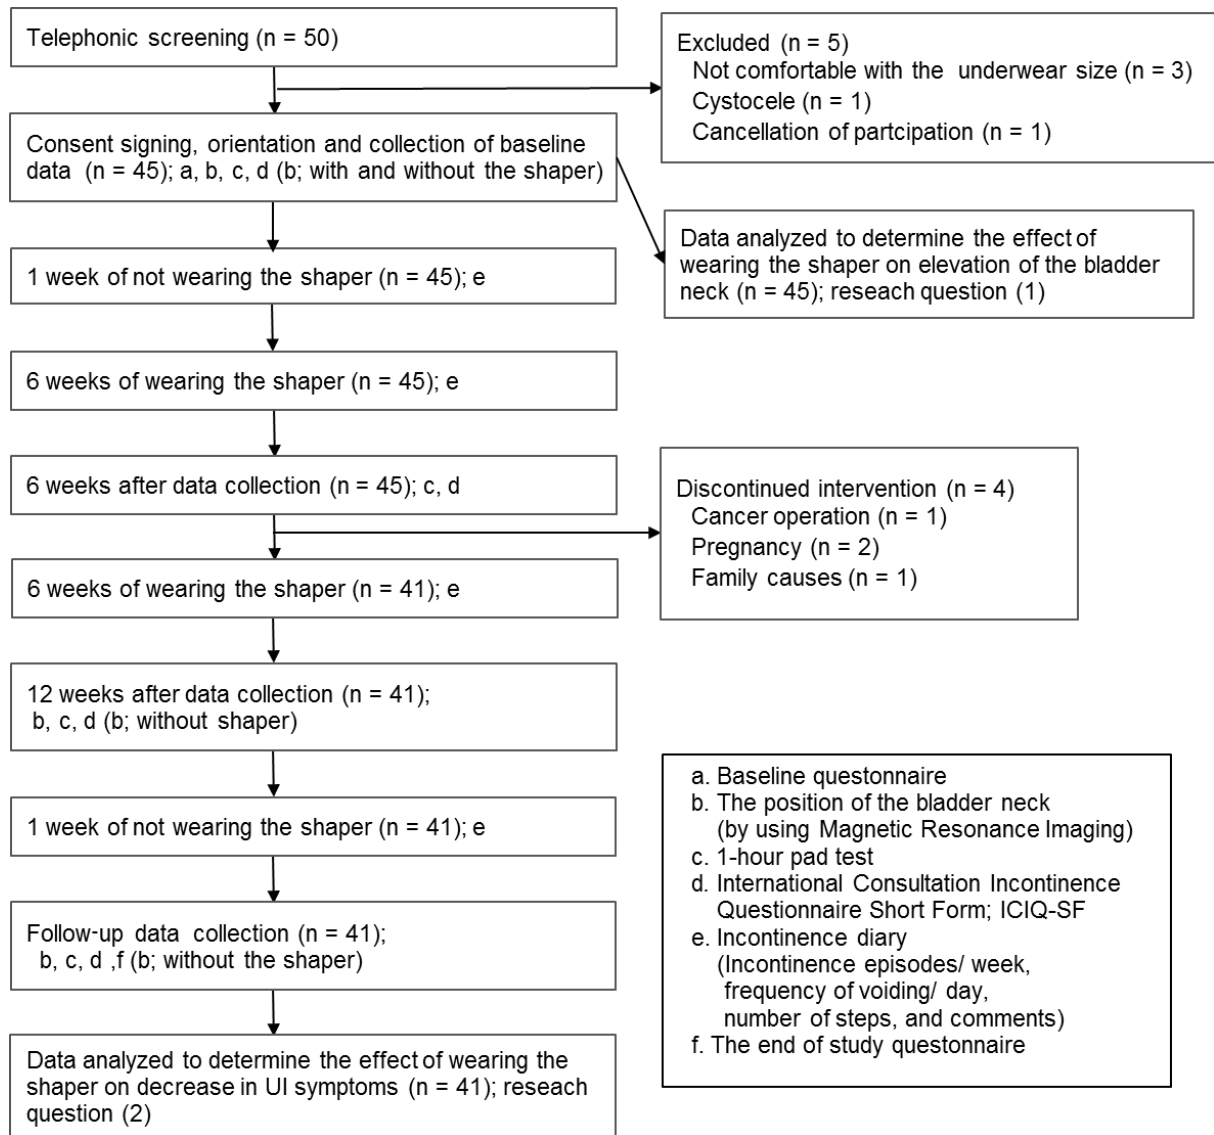 Telephonic screening (n = 50)
Excluded (n = 5)
Not comfortable with the underwear size (n = 3)
Cystocele (n = 1)
Cancellation of partcipation (n = 1)
Consent signing, orientation and collection of baseline
data (n = 45); a, b, c, d (b; with and without the shaper)
Data analyzed to determine the effect of
wearing the shaper on elevation of the bladder
neck (n = 45); reseach question (1)
1 week of not wearing the shaper (n = 45); e
6 weeks of wearing the shaper (n = 45); e
6 weeks after data collection (n = 45); c, d
Discontinued intervention (n = 4)
Cancer operation (n = 1)
Pregnancy (n = 2)
Family causes (n = 1)
6 weeks of wearing the shaper (n = 41); e
12 weeks after data collection (n = 41);
b, c, d (b; without shaper)
1 week of not wearing the shaper (n = 41); e
Follow-up data collection (n = 41);
b, c, d ,f (b; without the shaper)
Data analyzed to determine the effect of wearing the
shaper on decrease in UI symptoms (n = 41); reseach
question (2)
a. Baseline questonnaire
b. The position of the bladder neck
(by using Magnetic Resonance Imaging)
c. 1-hour pad test
d. International Consultation Incontinence
Questionnaire Short Form; ICIQ-SF
e. Incontinence diary
(Incontinence episodes/ week,
frequency of voiding/ day,
number of steps, and comments)
f. The end of study questonnaire